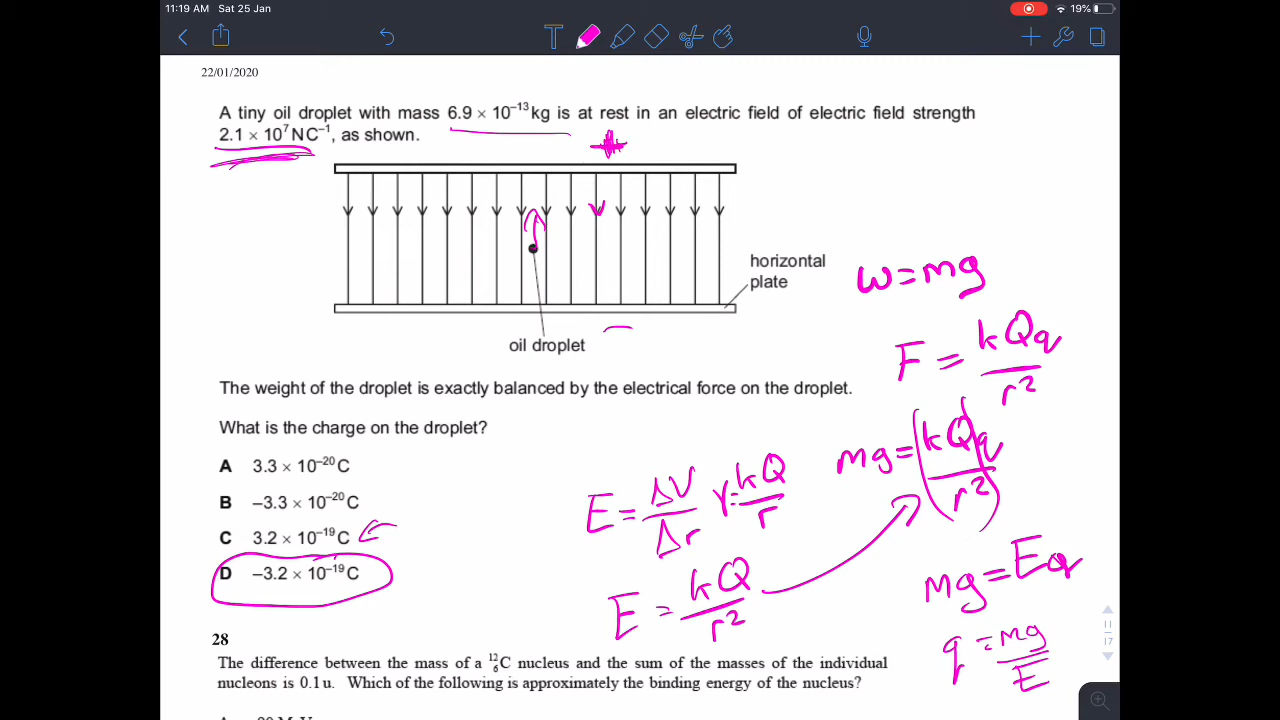 11:19 AM Sat 25 Jan
19%
T
22/01/2020
A tiny oil droplet with mass 6.9 × 10⁻¹³ kg is at rest in an electric field of electric field strength
2.1 × 10⁷ N C⁻¹, as shown.
+
horizontal
plate
−
oil droplet
w=mg
F = kQq/r²
The weight of the droplet is exactly balanced by the electrical force on the droplet.
What is the charge on the droplet?
A 3.3 × 10⁻²⁰ C
B −3.3 × 10⁻²⁰ C
C 3.2 × 10⁻¹⁹ C
D −3.2 × 10⁻¹⁹ C
E = ΔV/Δr V=kQ/r
mg=(kQq/r²)
E = kQ/r²
mg=Eq
q=mg/E
11
17
28
The difference between the mass of a ¹²₆C nucleus and the sum of the masses of the individual
nucleons is 0.1 u. Which of the following is approximately the binding energy of the nucleus?